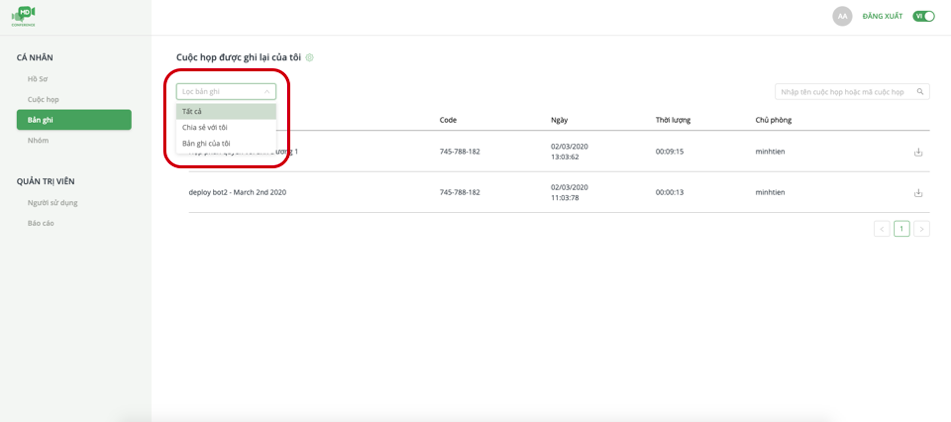 HD
CONFERENCE
AA
ĐĂNG XUẤT
VI
CÁ NHÂN
Hồ Sơ
Cuộc họp
Bản ghi
Nhóm
QUẢN TRỊ VIÊN
Người sử dụng
Báo cáo
Cuộc họp được ghi lại của tôi
Lọc bản ghi
Nhập tên cuộc họp hoặc mã cuộc họp
Tất cả
Chia sẻ với tôi
Bản ghi của tôi
Code
Ngày
Thời lượng
Chủ phòng
1
745-788-182
02/03/2020
13:03:62
00:09:15
minhtien
deploy bot2 - March 2nd 2020
745-788-182
02/03/2020
11:03:78
00:00:13
minhtien
< 1 >